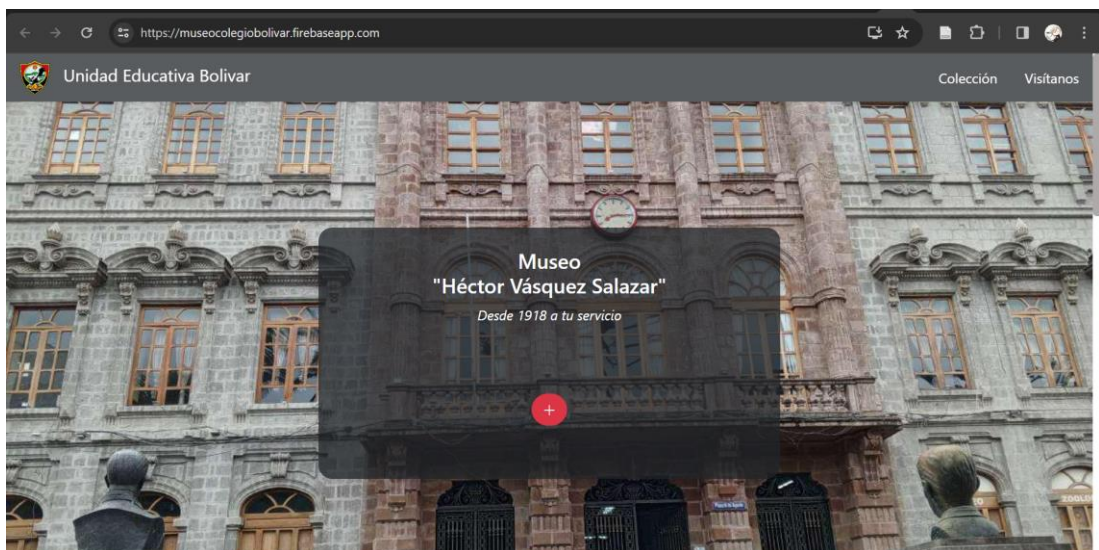 https://museocolegiobolivar.firebaseapp.com
Unidad Educativa Bolivar
Colección
Visítanos
Museo
"Héctor Vásquez Salazar"
Desde 1918 a tu servicio
+